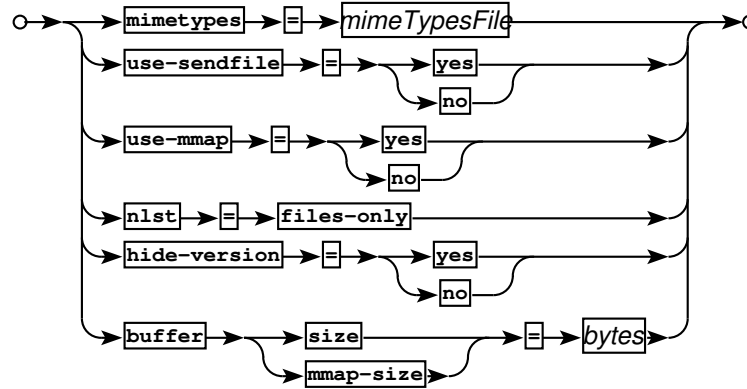 mimetypes = mimeTypesFile
use-sendfile = yes
no
use-mmap = yes
no
nlst = files-only
hide-version = yes
no
buffer size = bytes
mmap-size